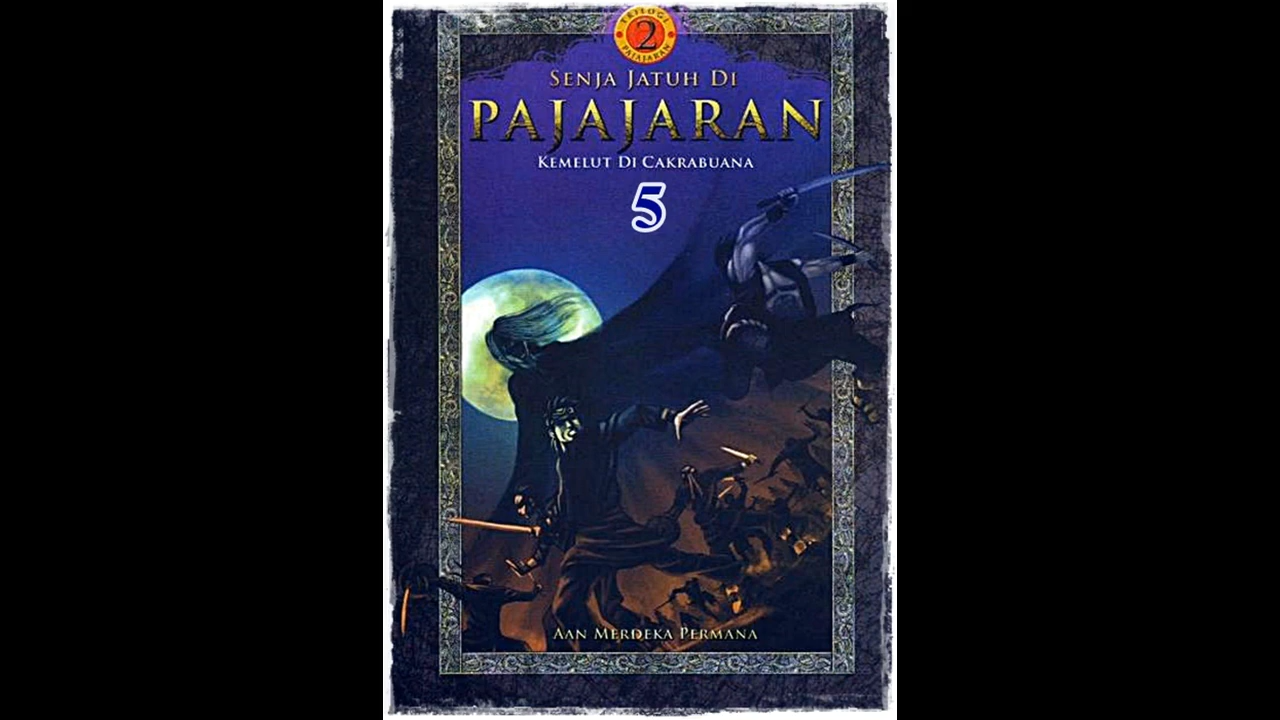 TRILOGI
2
PAJAJARAN
SENJA JATUH DI
PAJAJARAN
KEMELUT DI CAKRABUANA
5
AAN MERDEKA PERMANA